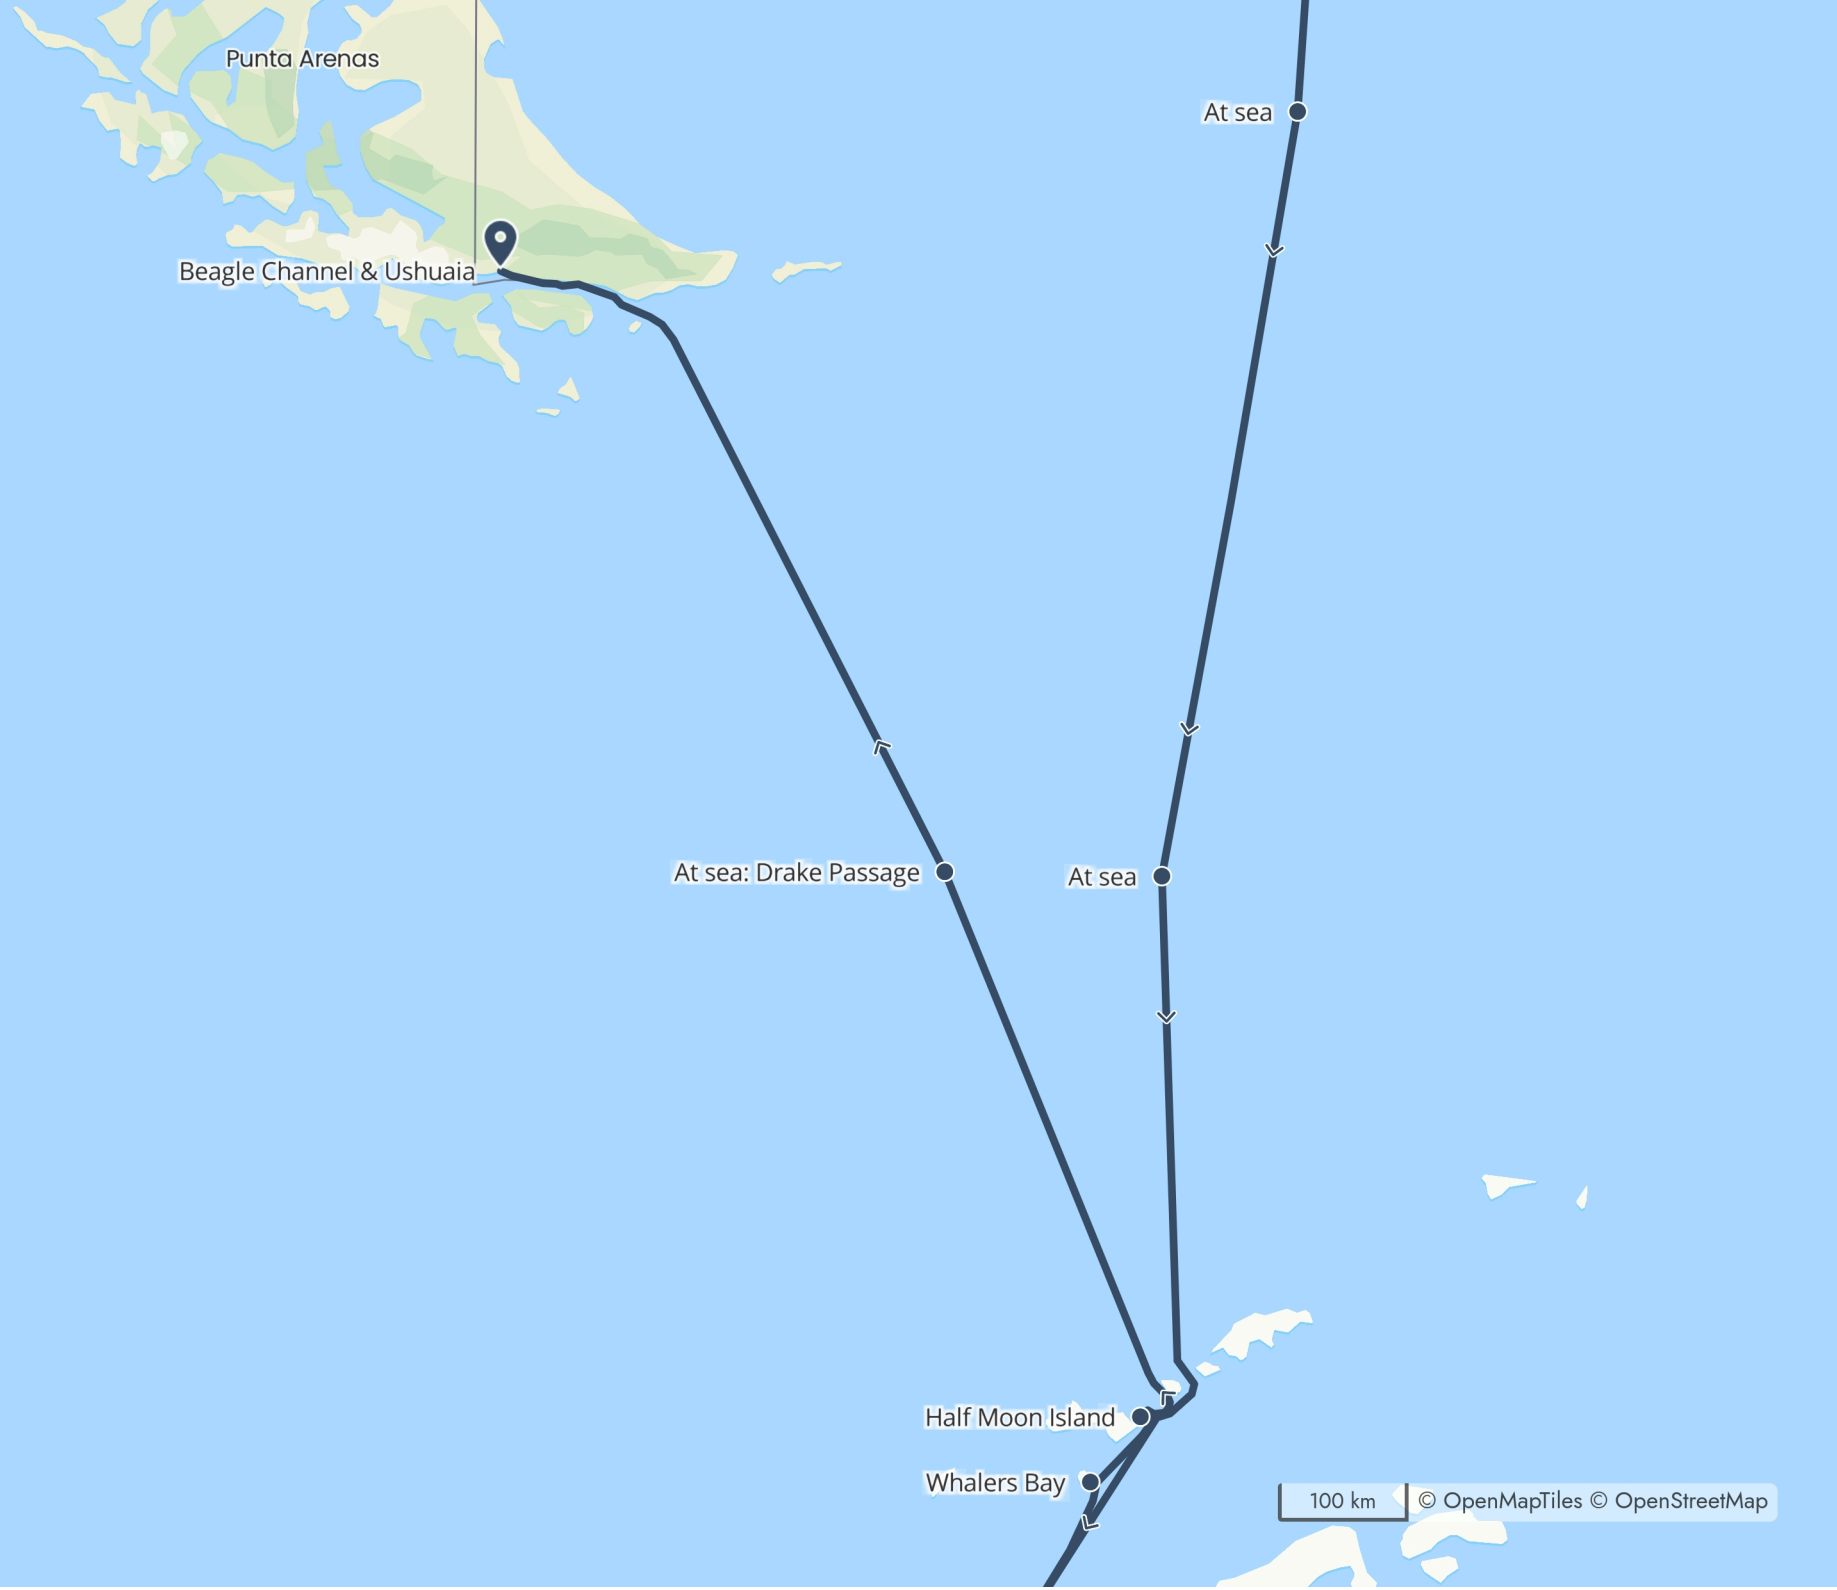 Punta Arenas
At sea
Beagle Channel & Ushuaia
At sea: Drake Passage
At sea
Half Moon Island
Whalers Bay
100 km
© OpenMapTiles © OpenStreetMap